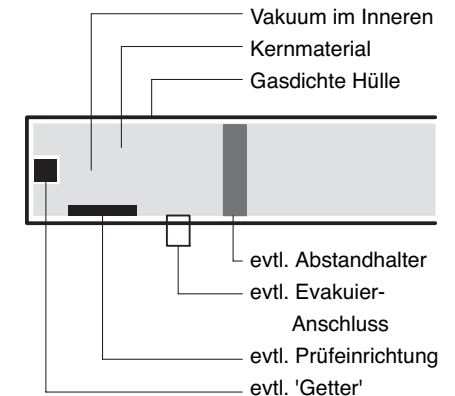 Vakuum im Inneren
Kernmaterial
Gasdichte Hülle
evtl. Abstandhalter
evtl. Evakuier-
Anschluss
evtl. Prüfeinrichtung
evtl. 'Getter'